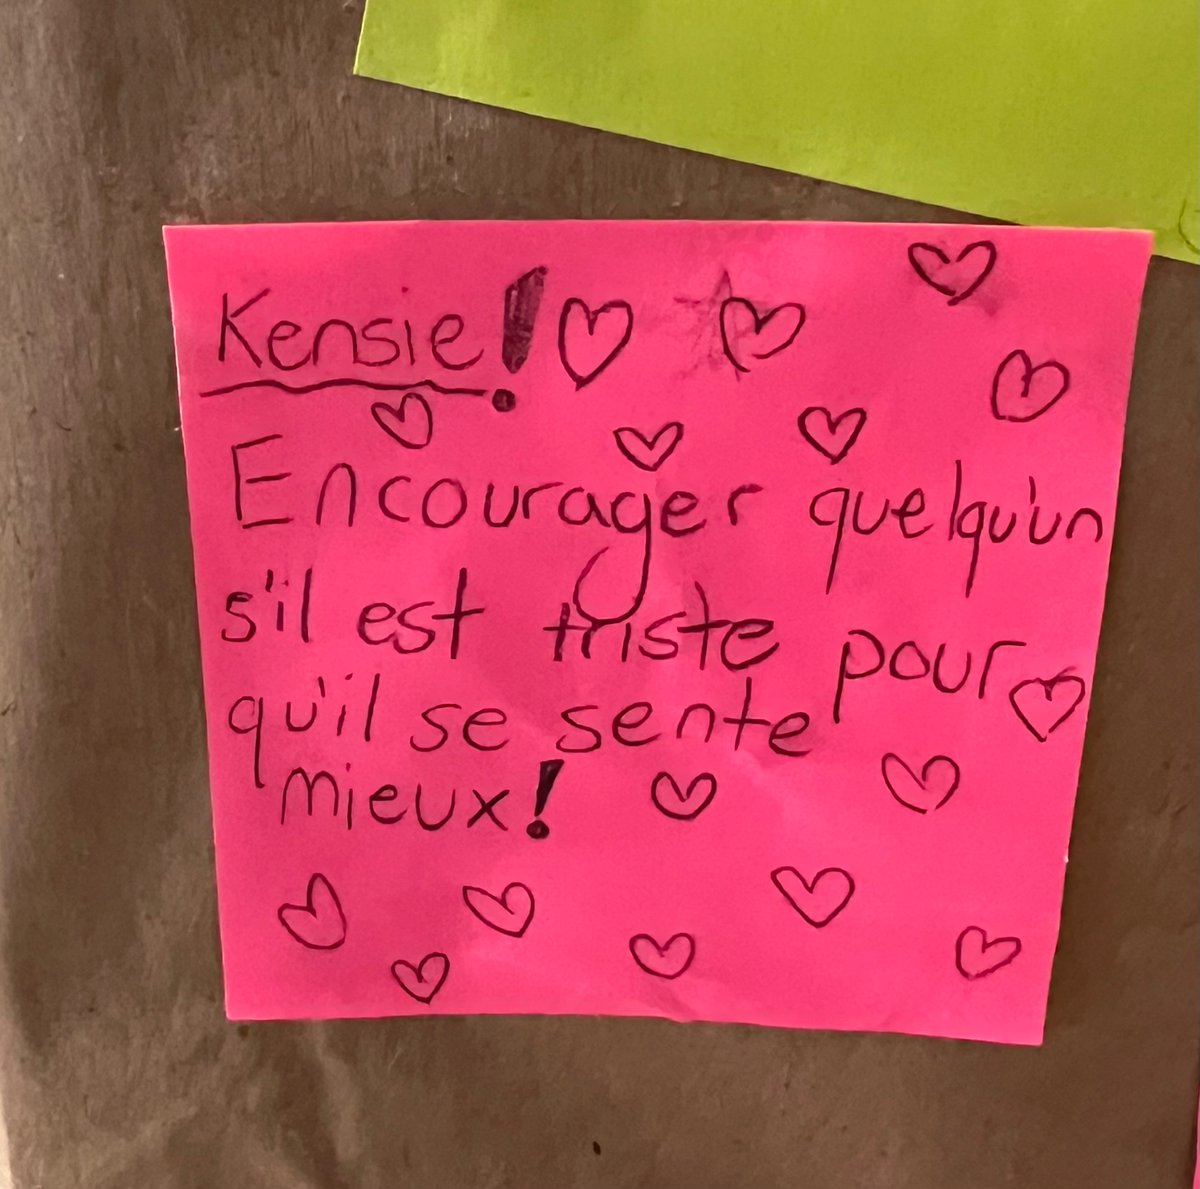 Kensie!
Encourager quelqu'un
s'il est triste pour
qu'il se sente
mieux!